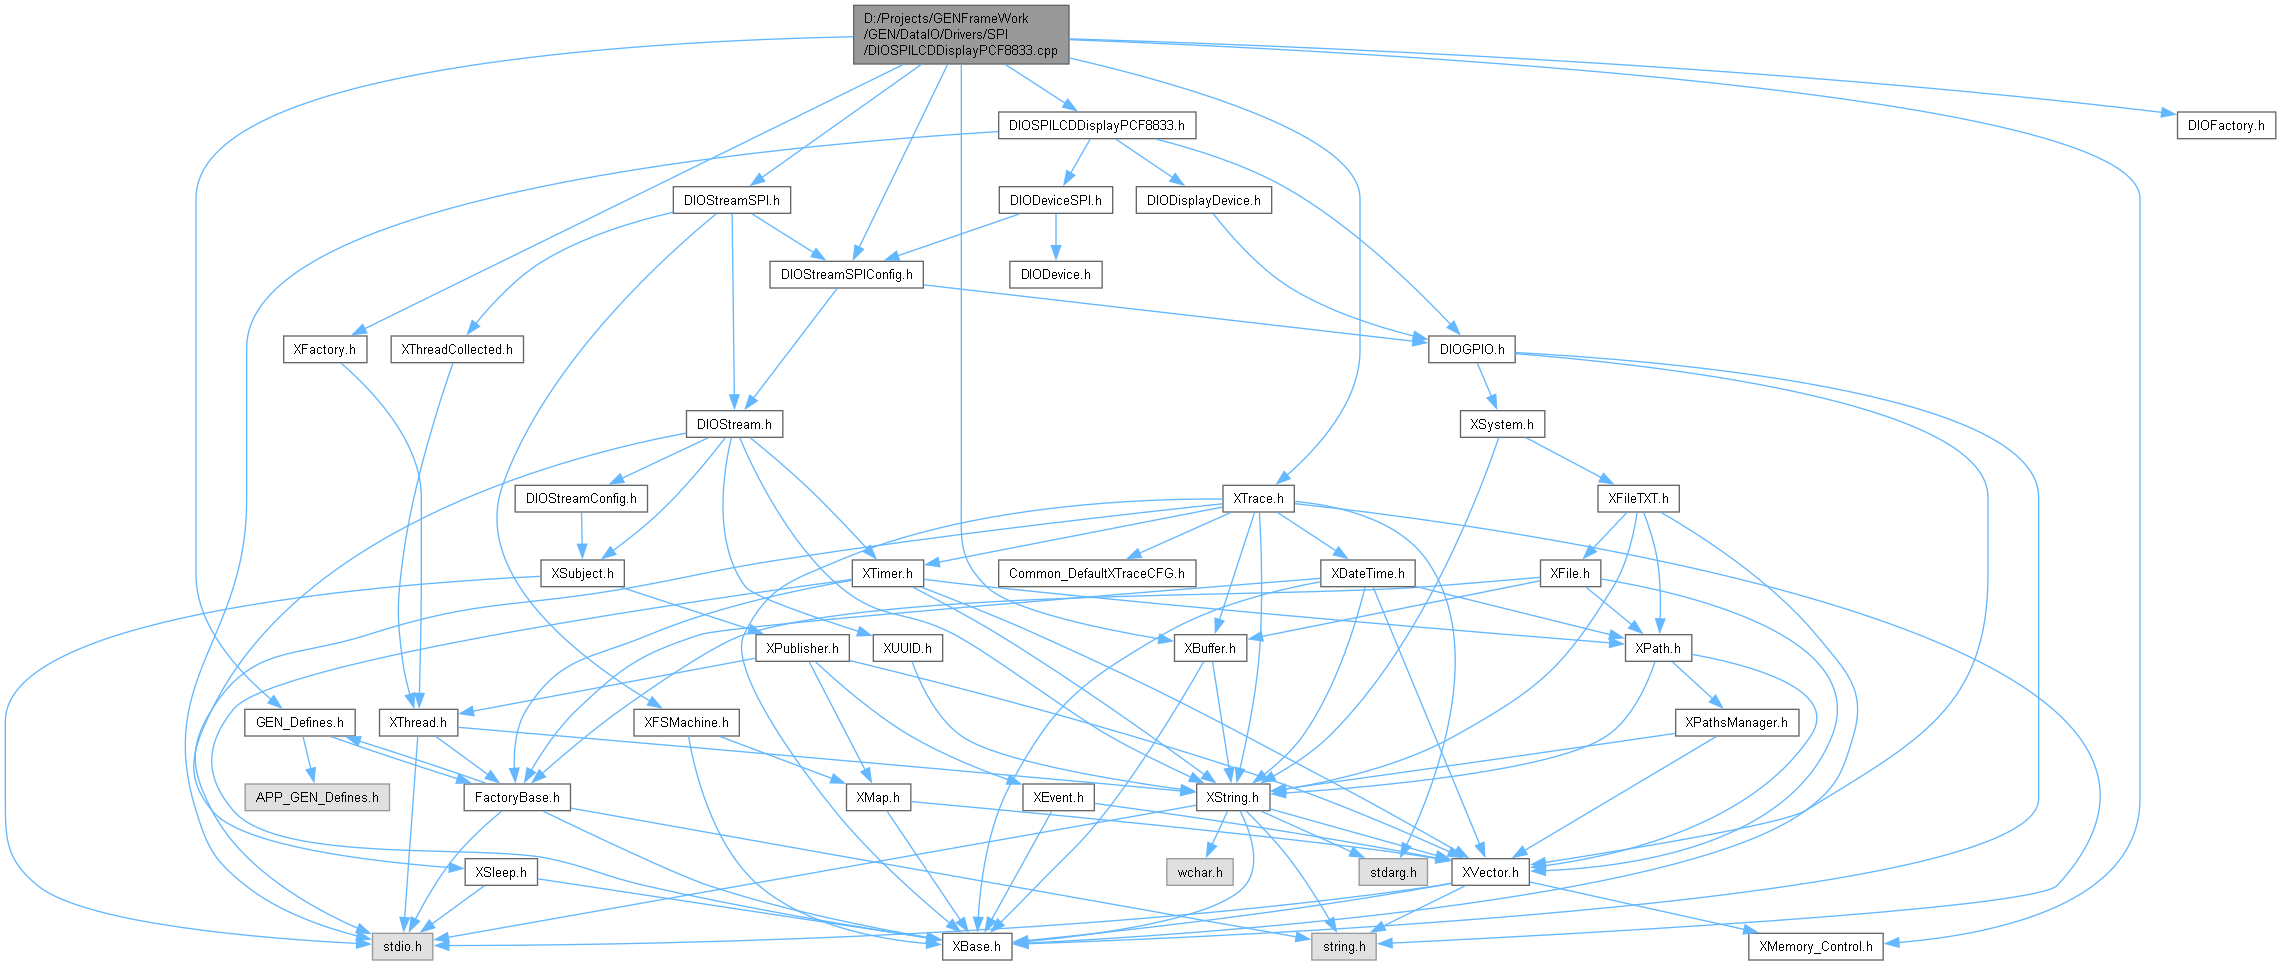 D:/Projects/GENFrameWork
/GEN/DataIO/Drivers/SPI
/DIOSPILCDDisplayPCF8833.cpp
DIOSPILCDDisplayPCF8833.h
DIOFactory.h
DIOStreamSPI.h
DIODeviceSPI.h
DIODisplayDevice.h
DIOStreamSPIConfig.h
DIODevice.h
XFactory.h
XThreadCollected.h
DIOGPIO.h
DIOStream.h
XSystem.h
DIOStreamConfig.h
XTrace.h
XFileTXT.h
XSubject.h
XTimer.h
Common_DefaultXTraceCFG.h
XDateTime.h
XFile.h
XPublisher.h
XUUID.h
XBuffer.h
XPath.h
GEN_Defines.h
XThread.h
XFSMachine.h
XPathsManager.h
APP_GEN_Defines.h
FactoryBase.h
XMap.h
XEvent.h
XString.h
XSleep.h
wchar.h
stdarg.h
XVector.h
stdio.h
XBase.h
string.h
XMemory_Control.h